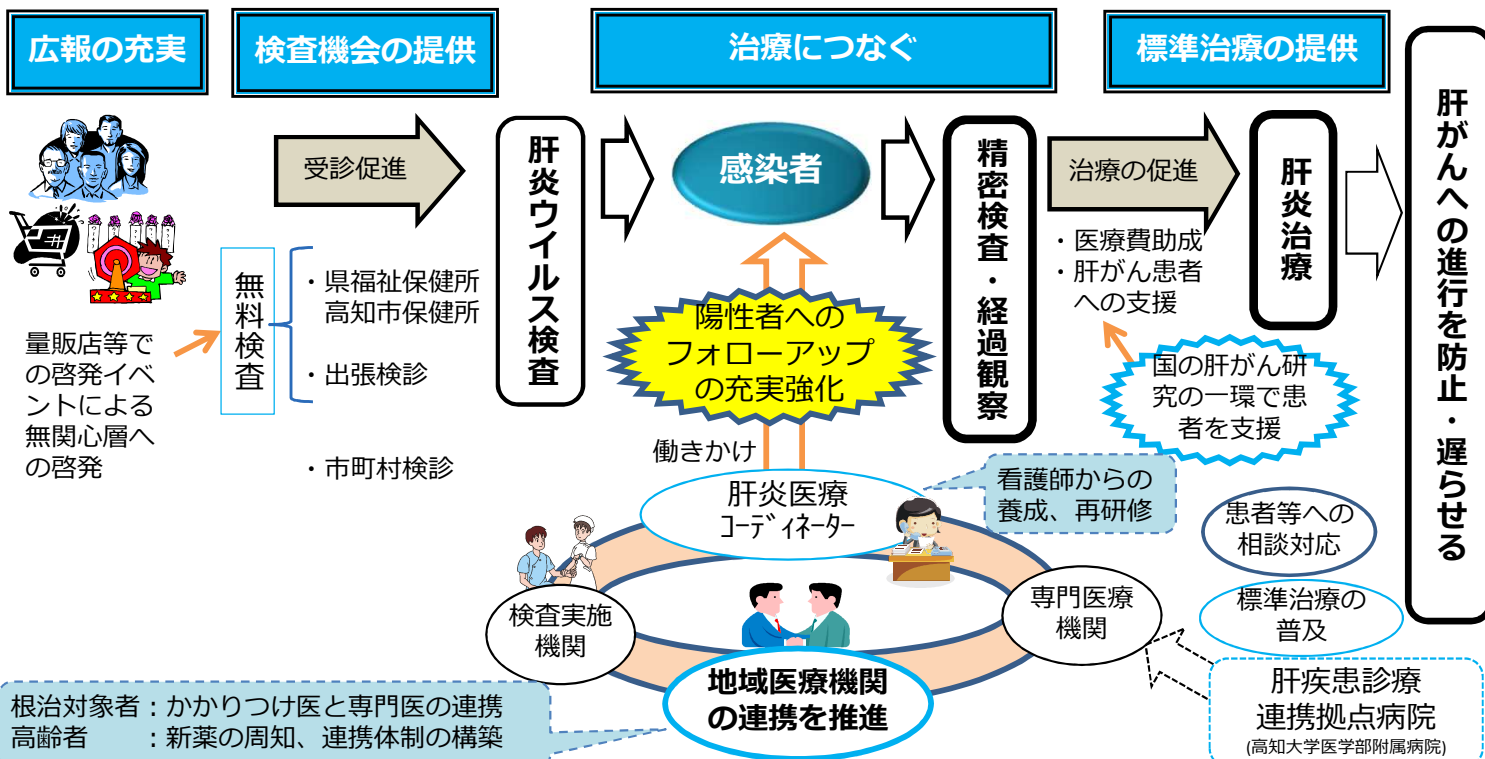 広報の充実
検査機会の提供
治療につなぐ
標準治療の提供
肝がんへの進行を防止・遅らせる
受診促進
肝炎ウイルス検査
感染者
精密検査・経過観察
治療の促進
肝炎治療
・医療費助成
・肝がん患者
への支援
無料検査
・県福祉保健所
高知市保健所
・出張検診
・市町村検診
量販店等で
の啓発イベ
ントによる
無関心層へ
の啓発
陽性者への
フォローアップ
の充実強化
国の肝がん研
究の一環で患
者を支援
働きかけ
肝炎医療
ｺｰﾃﾞｨﾈｰﾀｰ
看護師からの
養成、再研修
患者等への
相談対応
検査実施
機関
専門医療
機関
標準治療の
普及
地域医療機関
の連携を推進
根治対象者：かかりつけ医と専門医の連携
高齢者　　：新薬の周知、連携体制の構築
肝疾患診療
連携拠点病院
(高知大学医学部附属病院)